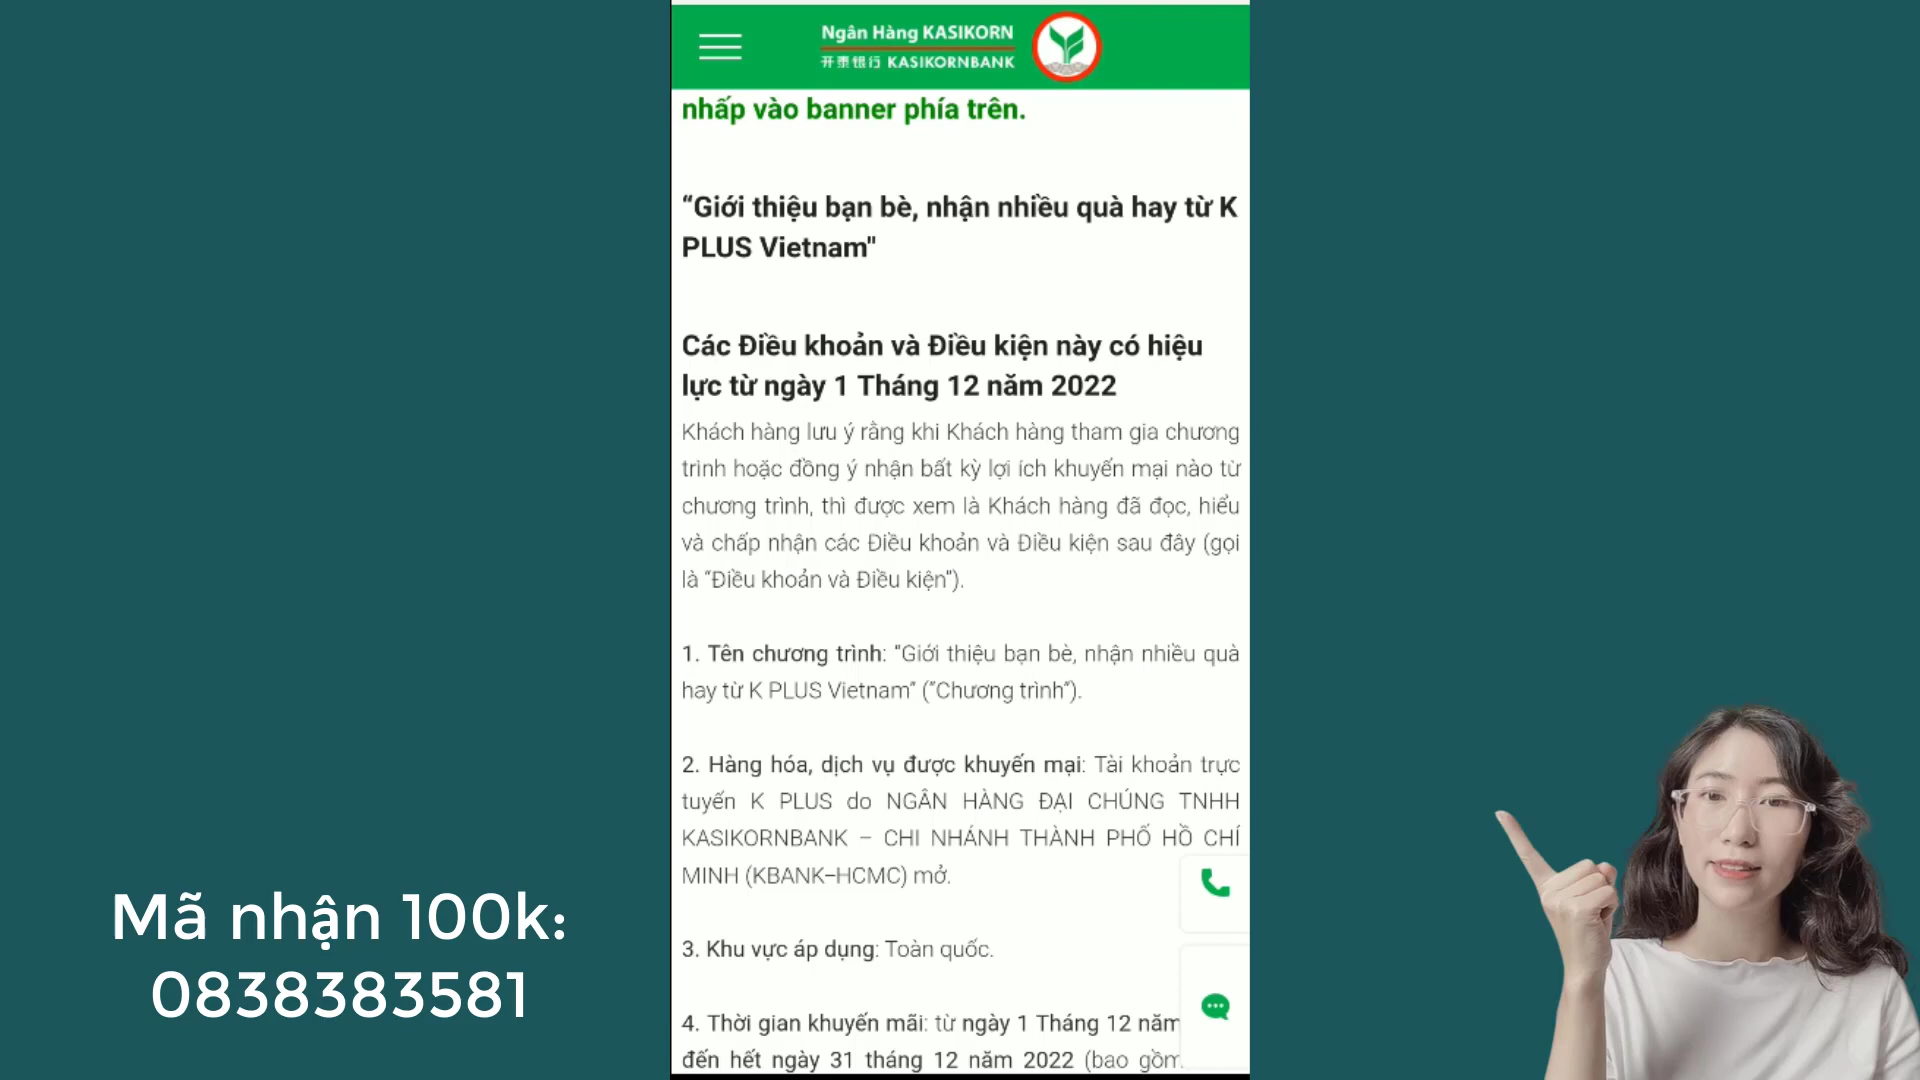 Ngân Hàng KASIKORN
开泰银行 KASIKORNBANK
nhấp vào banner phía trên.
“Giới thiệu bạn bè, nhận nhiều quà hay từ K
PLUS Vietnam"
Các Điều khoản và Điều kiện này có hiệu
lực từ ngày 1 Tháng 12 năm 2022
Khách hàng lưu ý rằng khi Khách hàng tham gia chương
trình hoặc đồng ý nhận bất kỳ lợi ích khuyến mại nào từ
chương trình, thì được xem là Khách hàng đã đọc, hiểu
và chấp nhận các Điều khoản và Điều kiện sau đây (gọi
là “Điều khoản và Điều kiện”).
1. Tên chương trình: “Giới thiệu bạn bè, nhận nhiều quà
hay từ K PLUS Vietnam” (“Chương trình”).
2. Hàng hóa, dịch vụ được khuyến mại: Tài khoản trực
tuyến K PLUS do NGÂN HÀNG ĐẠI CHÚNG TNHH
KASIKORNBANK – CHI NHÁNH THÀNH PHỐ HỒ CHÍ
MINH (KBANK–HCMC) mở.
3. Khu vực áp dụng: Toàn quốc.
4. Thời gian khuyến mãi: từ ngày 1 Tháng 12 năm
đến hết ngày 31 tháng 12 năm 2022 (bao gồm
Mã nhận 100k:
0838383581